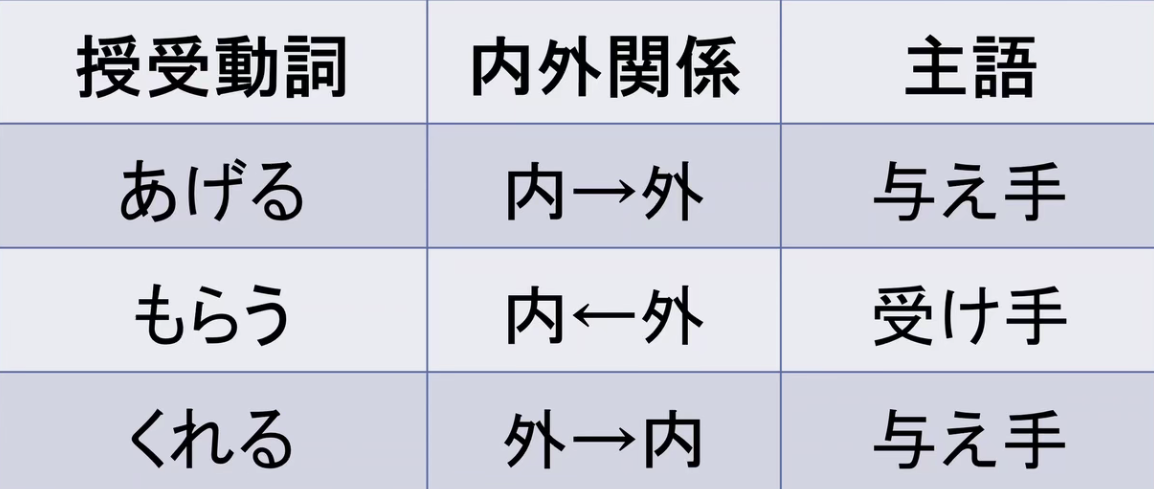 授受動詞 内外関係 主語
あげる 内→外 与え手
もらう 内←外 受け手
くれる 外→内 与え手